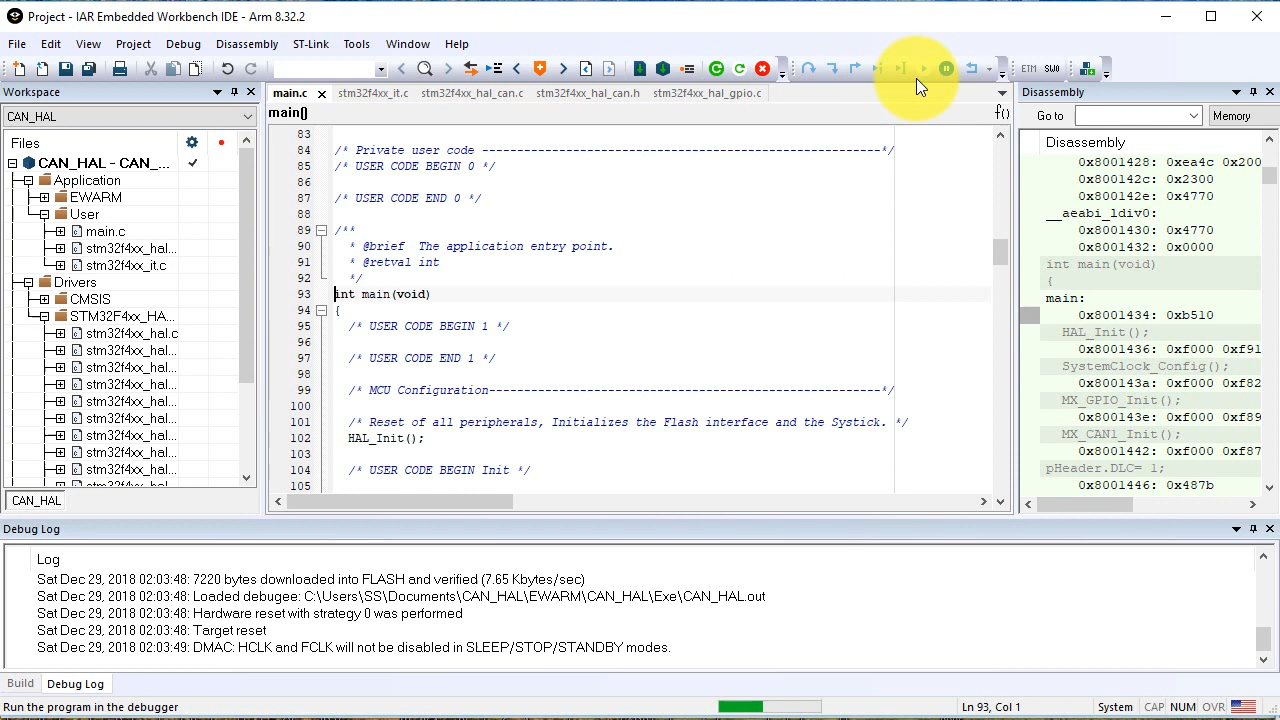 Project - IAR Embedded Workbench IDE - Arm 8.32.2
File Edit View Project Debug Disassembly ST-Link Tools Window Help
ETM SWO
Workspace
CAN_HAL
Files
CAN_HAL - CAN_...
Application
EWARM
User
main.c
stm32f4xx_hal...
stm32f4xx_it.c
Drivers
CMSIS
STM32F4xx_HA...
stm32f4xx_hal.c
stm32f4xx_hal...
stm32f4xx_hal...
stm32f4xx_hal...
stm32f4xx_hal...
stm32f4xx_hal...
stm32f4xx_hal...
stm32f4xx_hal...
stm32f4xx_hal...
CAN_HAL
main.c stm32f4xx_it.c stm32f4xx_hal_can.c stm32f4xx_hal_can.h stm32f4xx_hal_gpio.c
main() f()
83
84 /* Private user code ---------------------------------------------------------*/
85 /* USER CODE BEGIN 0 */
86
87 /* USER CODE END 0 */
88
89 /**
90 * @brief The application entry point.
91 * @retval int
92 */
93 int main(void)
94 {
95 /* USER CODE BEGIN 1 */
96
97 /* USER CODE END 1 */
98
99 /* MCU Configuration--------------------------------------------------------*/
100
101 /* Reset of all peripherals, Initializes the Flash interface and the Systick. */
102 HAL_Init();
103
104 /* USER CODE BEGIN Init */
105
Disassembly
Go to Memory
Disassembly
0x8001428: 0xea4c 0x200
0x800142c: 0x2300
0x800142e: 0x4770
__aeabi_ldiv0:
0x8001430: 0x4770
0x8001432: 0x0000
int main(void)
{
main:
0x8001434: 0xb510
HAL_Init();
0x8001436: 0xf000 0xf91
SystemClock_Config();
0x800143a: 0xf000 0xf82
MX_GPIO_Init();
0x800143e: 0xf000 0xf89
MX_CAN1_Init();
0x8001442: 0xf000 0xf87
pHeader.DLC= 1;
0x8001446: 0x487b
Debug Log
Log
Sat Dec 29, 2018 02:03:48: 7220 bytes downloaded into FLASH and verified (7.65 Kbytes/sec)
Sat Dec 29, 2018 02:03:48: Loaded debugee: C:\Users\SS\Documents\CAN_HAL\EWARM\CAN_HAL\Exe\CAN_HAL.out
Sat Dec 29, 2018 02:03:48: Hardware reset with strategy 0 was performed
Sat Dec 29, 2018 02:03:48: Target reset
Sat Dec 29, 2018 02:03:49: DMAC: HCLK and FCLK will not be disabled in SLEEP/STOP/STANDBY modes.
Build Debug Log
Run the program in the debugger Ln 93, Col 1 System CAP NUM OVR